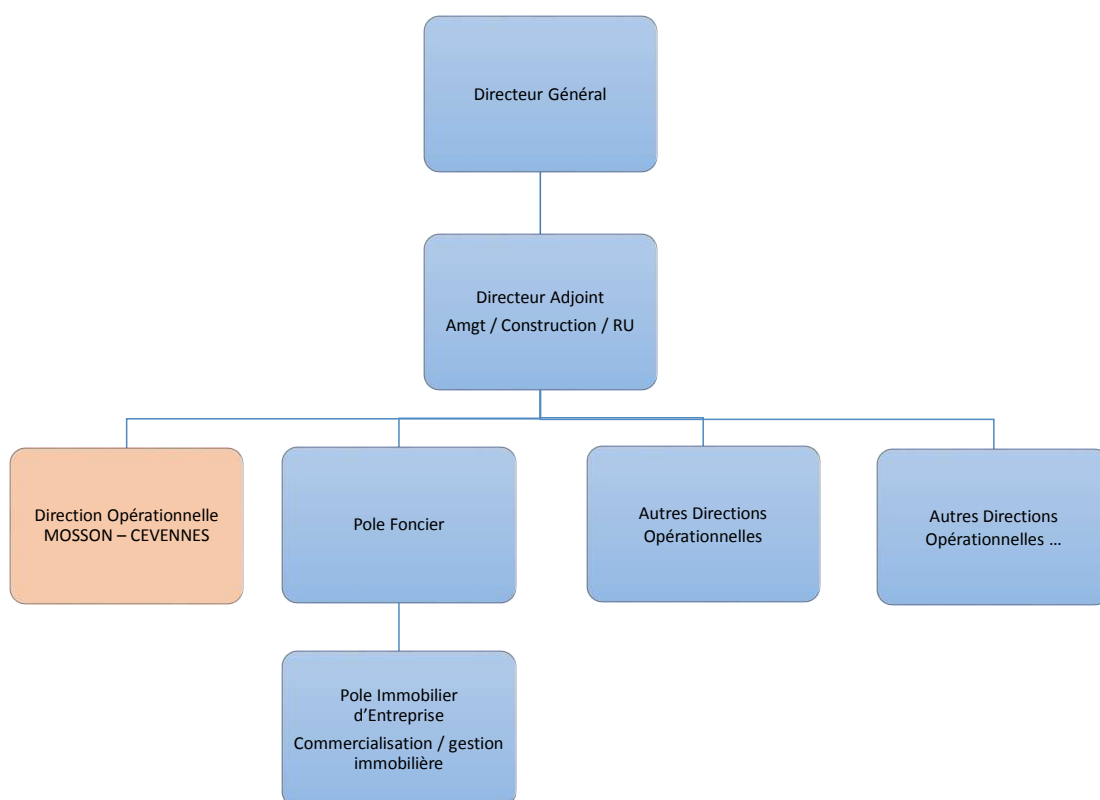 Directeur Général
Directeur Adjoint
Amgt / Construction / RU
Direction Opérationnelle
MOSSON – CEVENNES
Pole Foncier
Autres Directions
Opérationnelles
Autres Directions
Opérationnelles ...
Pole Immobilier
d’Entreprise
Commercialisation / gestion
immobilière